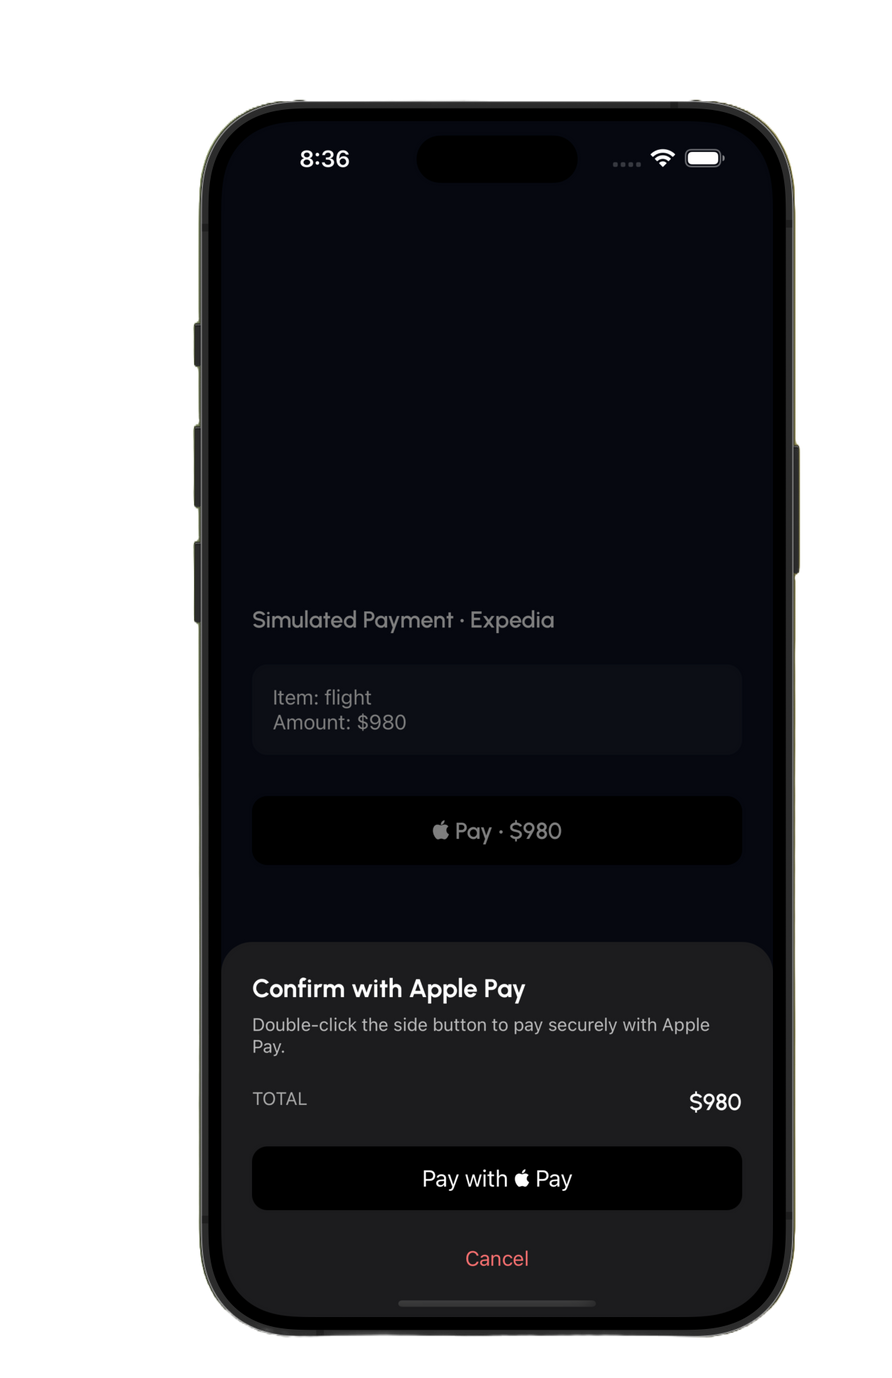 8:36
Simulated Payment · Expedia
Item: flight
Amount: $980
 Pay · $980
Confirm with Apple Pay
Double-click the side button to pay securely with Apple
Pay.
TOTAL $980
Pay with  Pay
Cancel